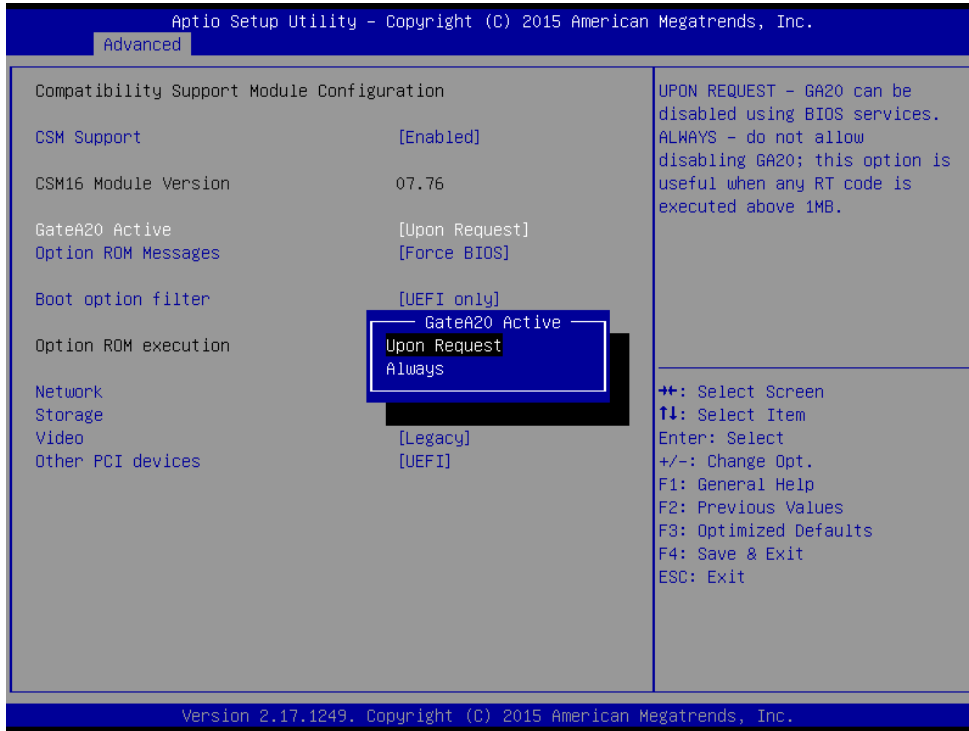 Aptio Setup Utility – Copyright (C) 2015 American Megatrends, Inc.
Advanced
Compatibility Support Module Configuration
CSM Support [Enabled]
CSM16 Module Version 07.76
GateA20 Active [Upon Request]
Option ROM Messages [Force BIOS]
Boot option filter [UEFI only]
GateA20 Active
Option ROM execution Upon Request
Always
Network
Storage
Video [Legacy]
Other PCI devices [UEFI]
UPON REQUEST – GA20 can be
disabled using BIOS services.
ALWAYS – do not allow
disabling GA20; this option is
useful when any RT code is
executed above 1MB.
→←: Select Screen
↑↓: Select Item
Enter: Select
+/-: Change Opt.
F1: General Help
F2: Previous Values
F3: Optimized Defaults
F4: Save & Exit
ESC: Exit
Version 2.17.1249. Copyright (C) 2015 American Megatrends, Inc.